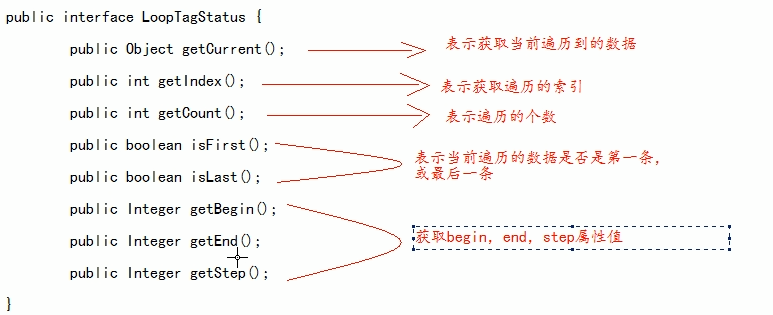 public interface LoopTagStatus {
public Object getCurrent();
表示获取当前遍历到的数据
public int getIndex();
表示获取遍历的索引
public int getCount();
表示遍历的个数
public boolean isFirst();
public boolean isLast();
表示当前遍历的数据是否是第一条,
或最后一条
public Integer getBegin();
public Integer getEnd();
public Integer getStep();
获取begin, end, step属性值
}